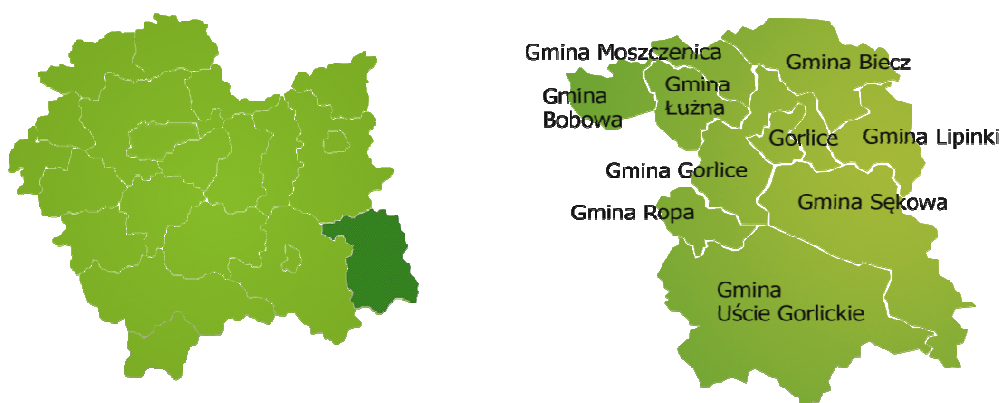 Gmina Moszczenica
Gmina Biecz
Gmina
Łużna
Gmina
Bobowa
Gorlice
Gmina Lipinki
Gmina Gorlice
Gmina Sękowa
Gmina Ropa
Gmina
Uście Gorlickie